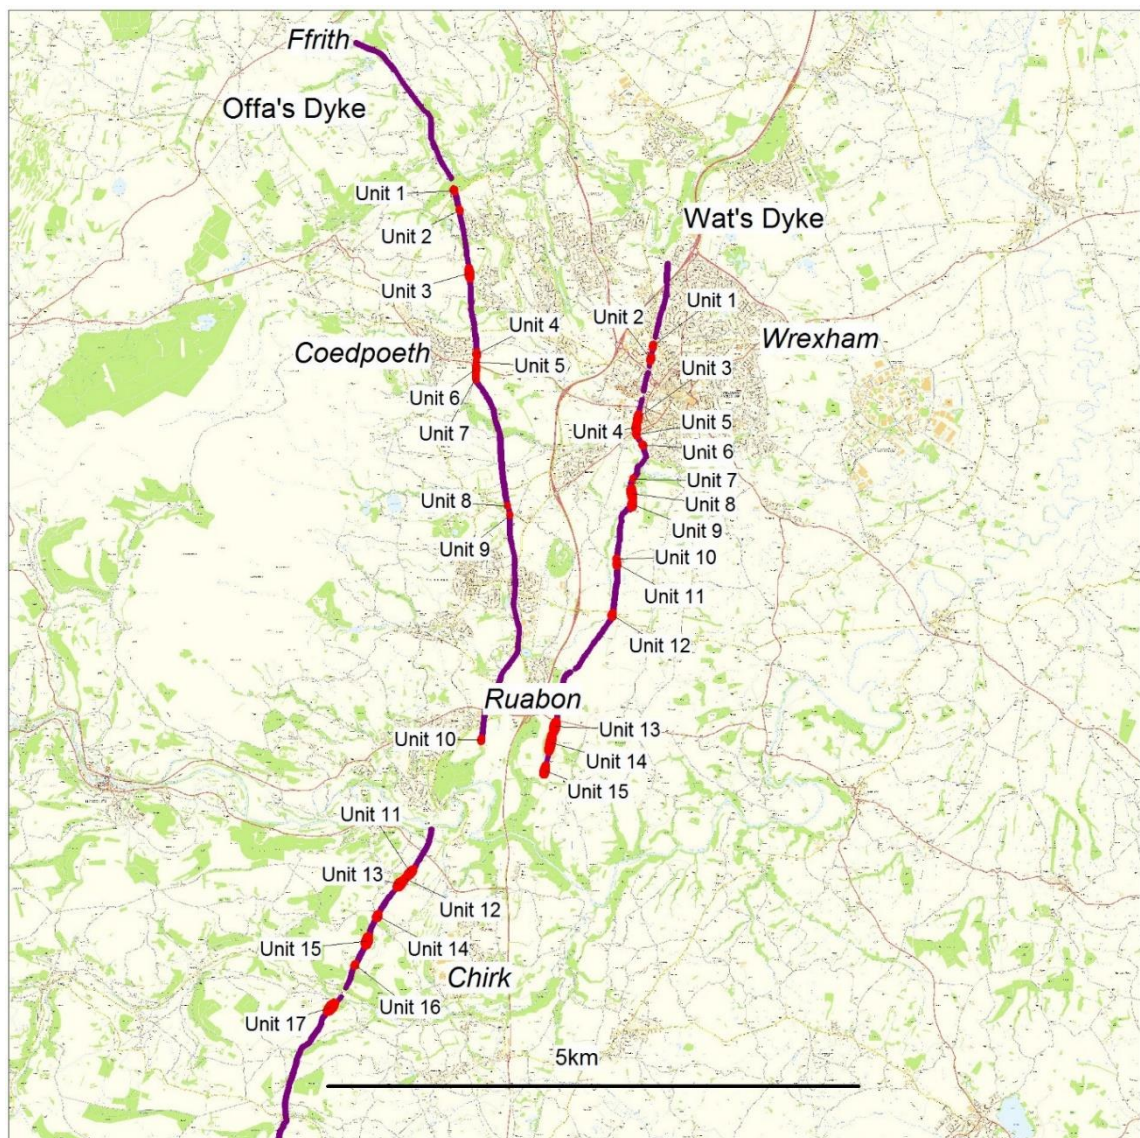 Ffrith
Offa's Dyke
Unit 1
Unit 2
Unit 3
Wat's Dyke
Unit 1
Unit 2
Unit 4
Coedpoeth
Unit 5
Wrexham
Unit 6
Unit 7
Unit 3
Unit 4
Unit 5
Unit 6
Unit 7
Unit 8
Unit 8
Unit 9
Unit 9
Unit 10
Unit 11
Unit 12
Ruabon
Unit 10
Unit 13
Unit 14
Unit 15
Unit 11
Unit 13
Unit 12
Unit 15
Unit 14
Chirk
Unit 16
Unit 17
5km